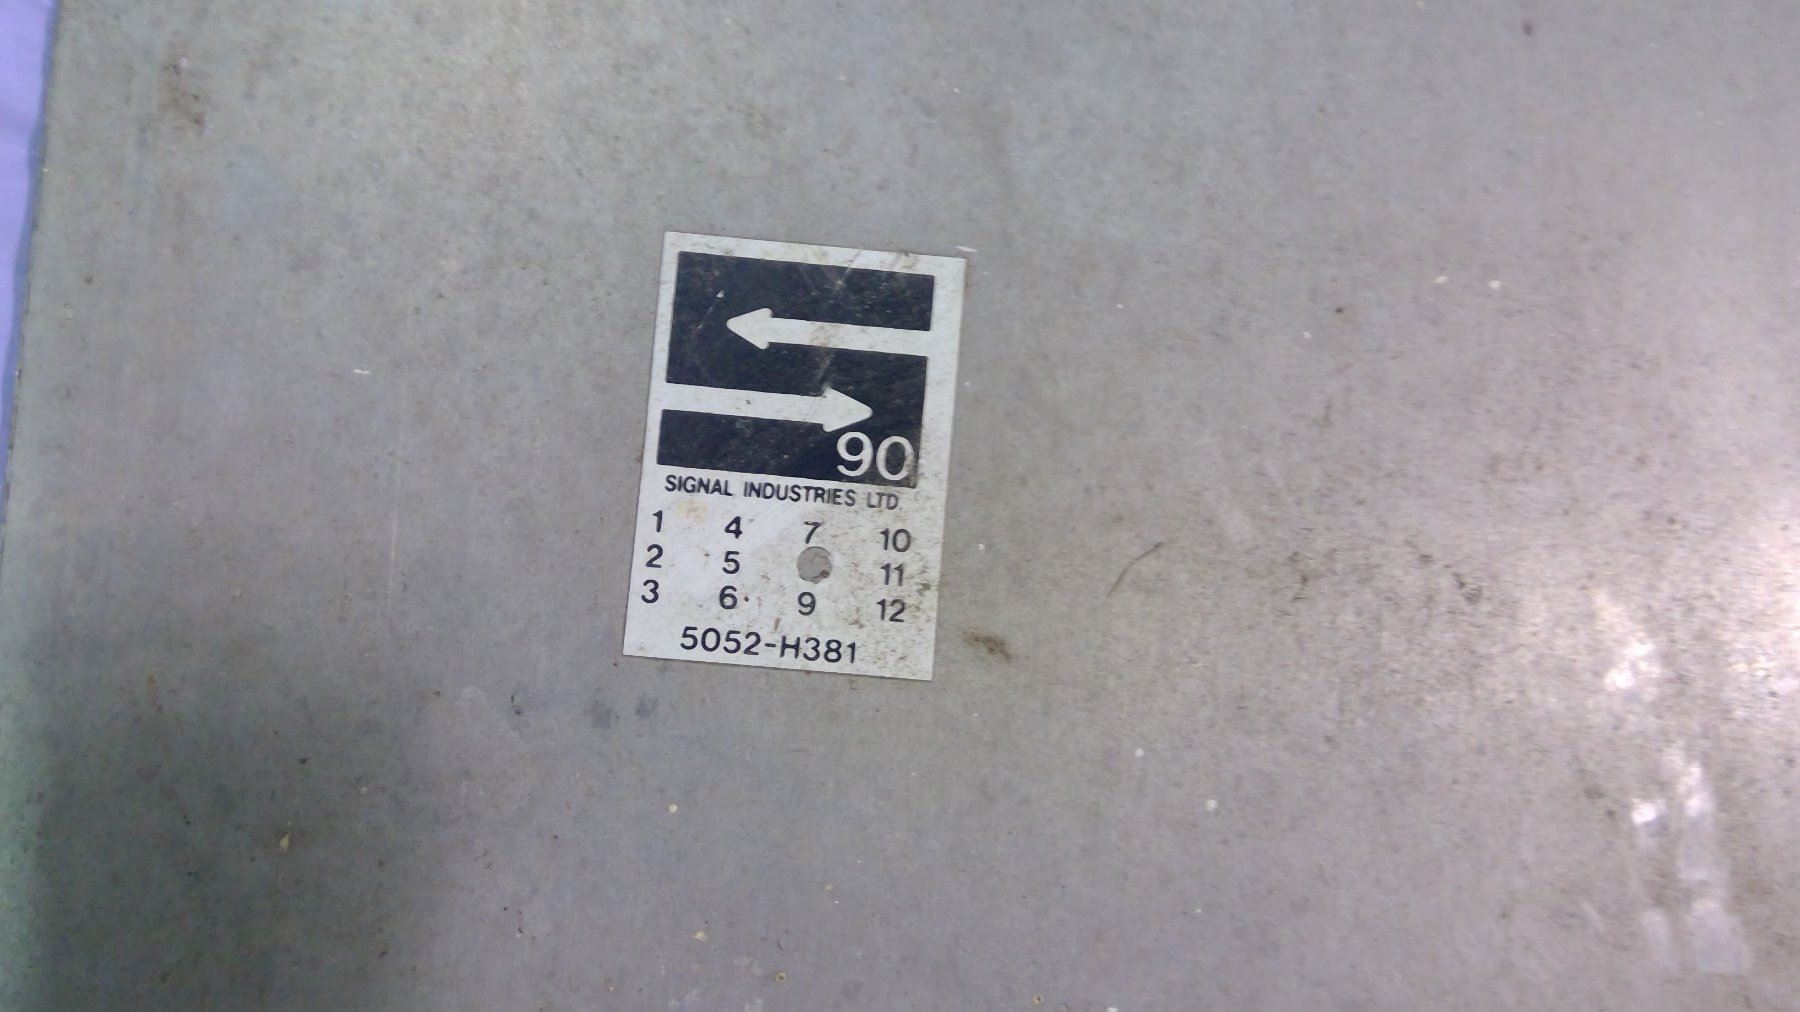 90
SIGNAL INDUSTRIES LTD.
1 4 7 10
2 5 11
3 6 9 12
5052-H381